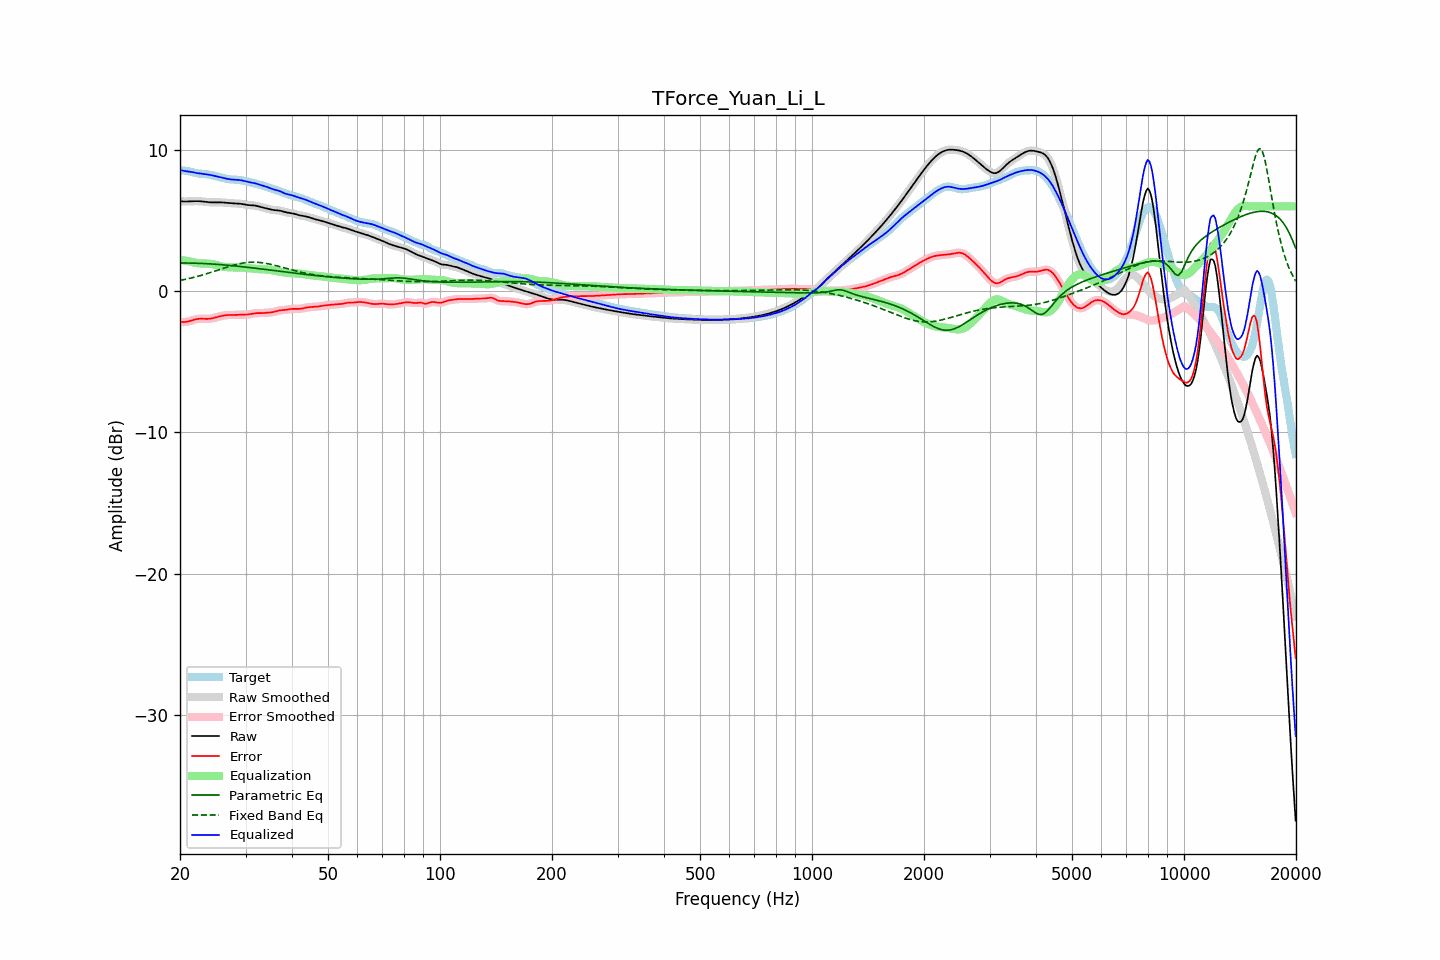 TForce_Yuan_Li_L
Amplitude (dBr)
10
0
−10
−20
−30
Target
Raw Smoothed
Error Smoothed
Raw
Error
Equalization
Parametric Eq
Fixed Band Eq
Equalized
20 50 100 200 500 1000 2000 5000 10000 20000
Frequency (Hz)